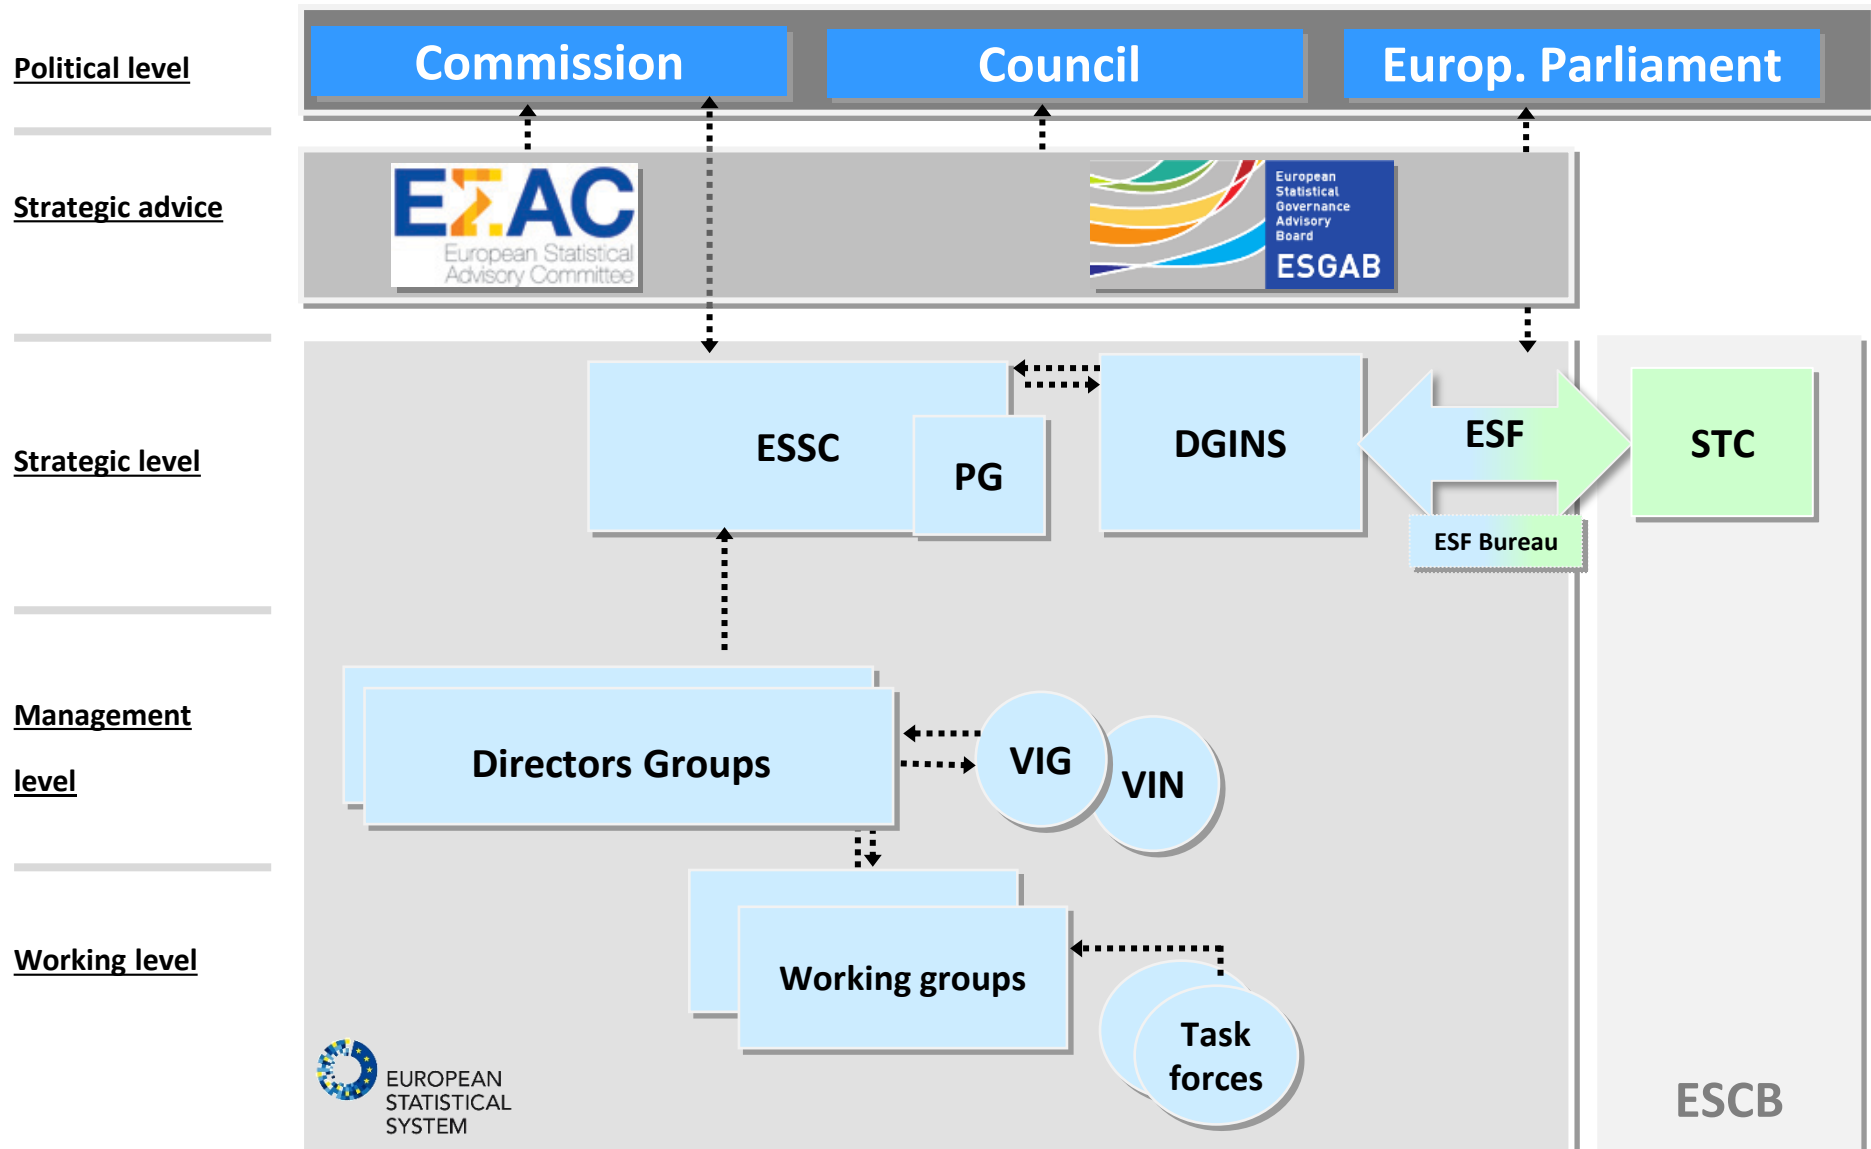 Political level
Commission
Council
Europ. Parliament
Strategic advice
EΣAC
European Statistical
Advisory Committee
European
Statistical
Governance
Advisory
Board
ESGAB
Strategic level
ESSC
PG
DGINS
ESF
ESF Bureau
STC
Management
level
Directors Groups
VIG
VIN
Working level
Working groups
Task
forces
EUROPEAN
STATISTICAL
SYSTEM
ESCB